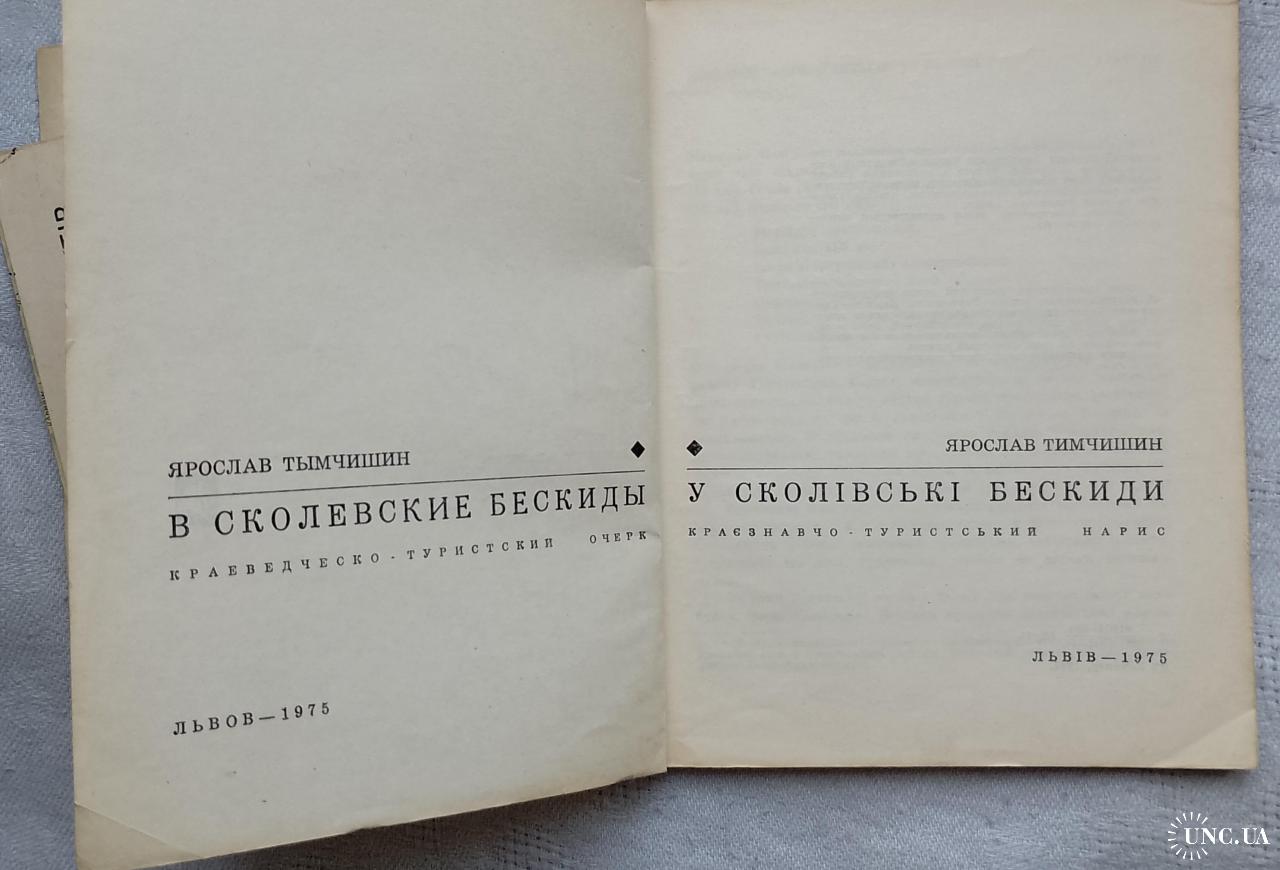 ЯРОСЛАВ ТЫМЧИШИН
В СКОЛЕВСКИЕ БЕСКИДЫ
КРАЕВЕДЧЕСКО-ТУРИСТСКИЙ ОЧЕРК
ЛЬВОВ—1975
ЯРОСЛАВ ТИМЧИШИН
У СКОЛІВСЬКІ БЕСКИДИ
КРАЄЗНАВЧО-ТУРИСТСЬКИЙ НАРИС
ЛЬВІВ—1975
UNC.UA